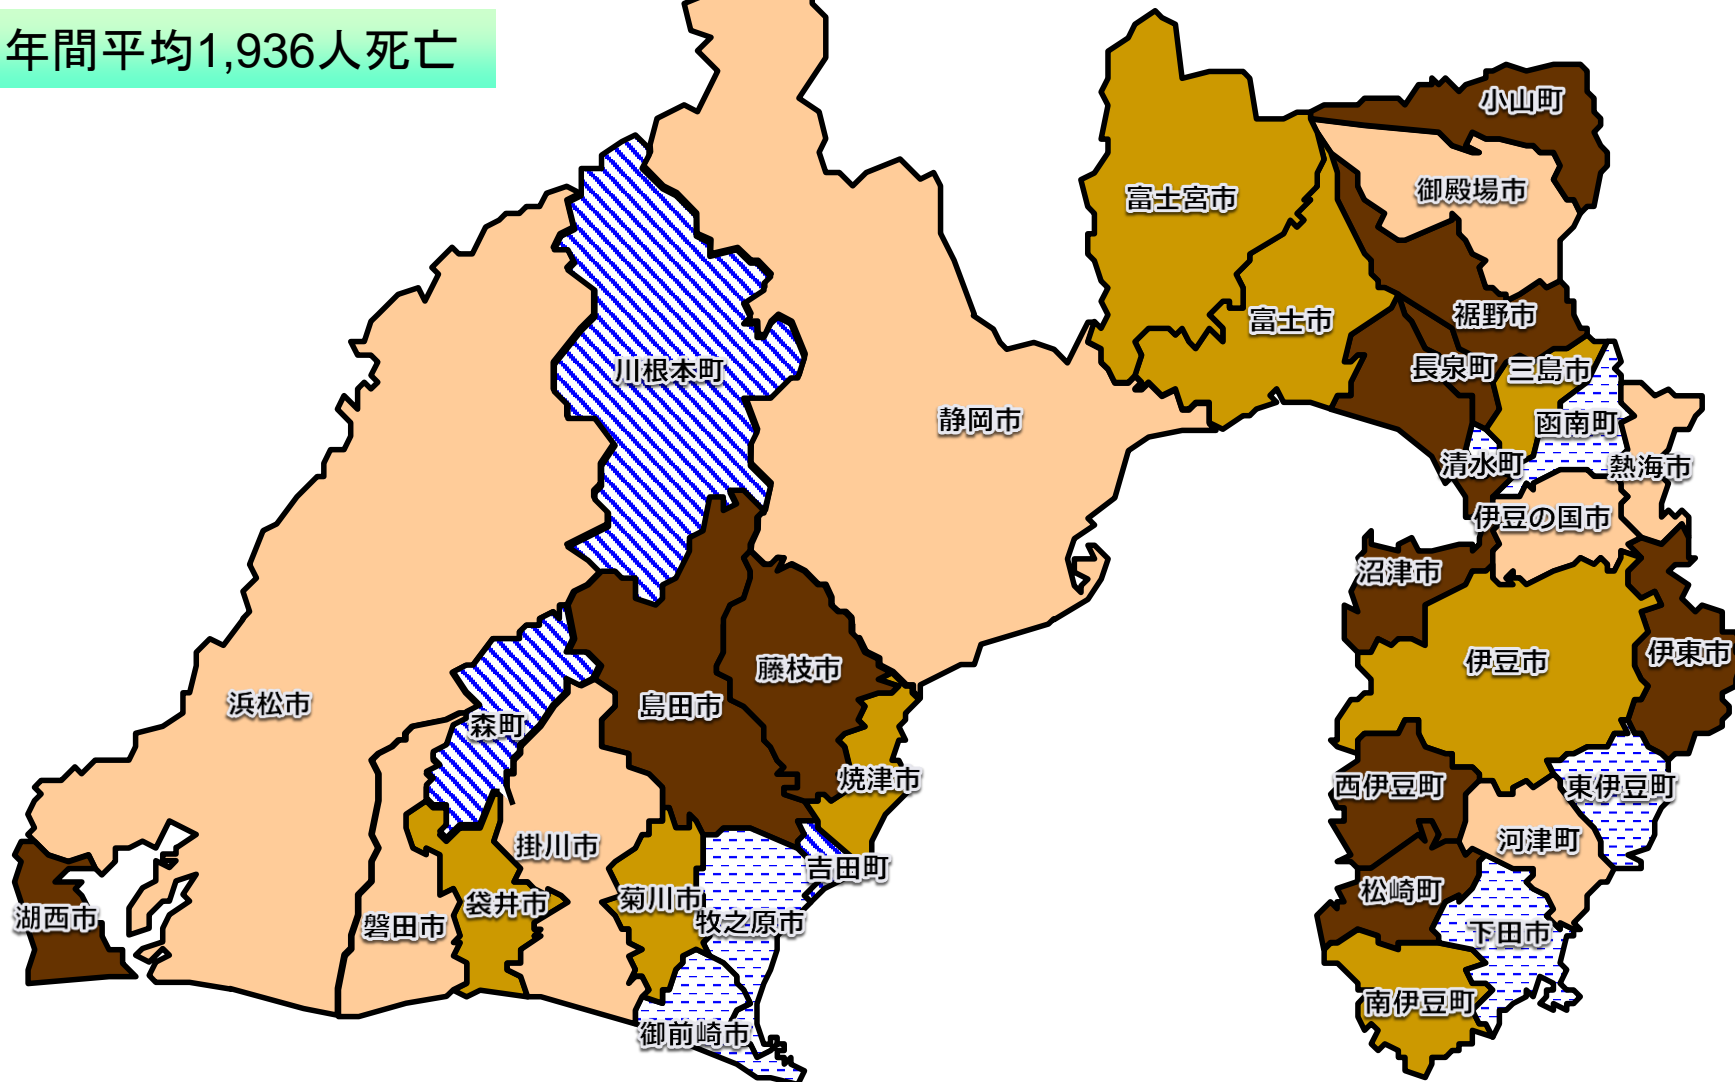 年間平均1,936人死亡
小山町
御殿場市
富士宮市
裾野市
富士市
長泉町
三島市
川根本町
静岡市
函南町
清水町
熱海市
伊豆の国市
沼津市
伊東市
伊豆市
藤枝市
島田市
浜松市
森町
焼津市
西伊豆町
東伊豆町
河津町
掛川市
吉田町
松崎町
菊川市
袋井市
湖西市
磐田市
牧之原市
下田市
南伊豆町
御前崎市